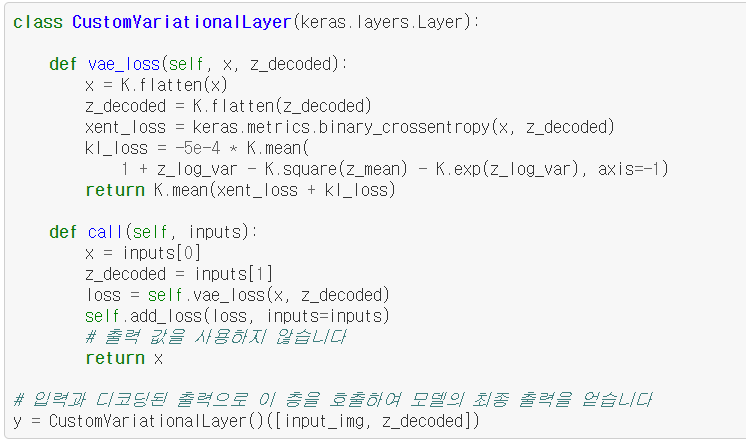 class CustomVariationalLayer(keras.layers.Layer):

    def vae_loss(self, x, z_decoded):
        x = K.flatten(x)
        z_decoded = K.flatten(z_decoded)
        xent_loss = keras.metrics.binary_crossentropy(x, z_decoded)
        kl_loss = -5e-4 * K.mean(
            1 + z_log_var - K.square(z_mean) - K.exp(z_log_var), axis=-1)
        return K.mean(xent_loss + kl_loss)

    def call(self, inputs):
        x = inputs[0]
        z_decoded = inputs[1]
        loss = self.vae_loss(x, z_decoded)
        self.add_loss(loss, inputs=inputs)
        # 출력 값을 사용하지 않습니다
        return x

# 입력과 디코딩된 출력으로 이 층을 호출하여 모델의 최종 출력을 얻습니다
y = CustomVariationalLayer()([input_img, z_decoded])